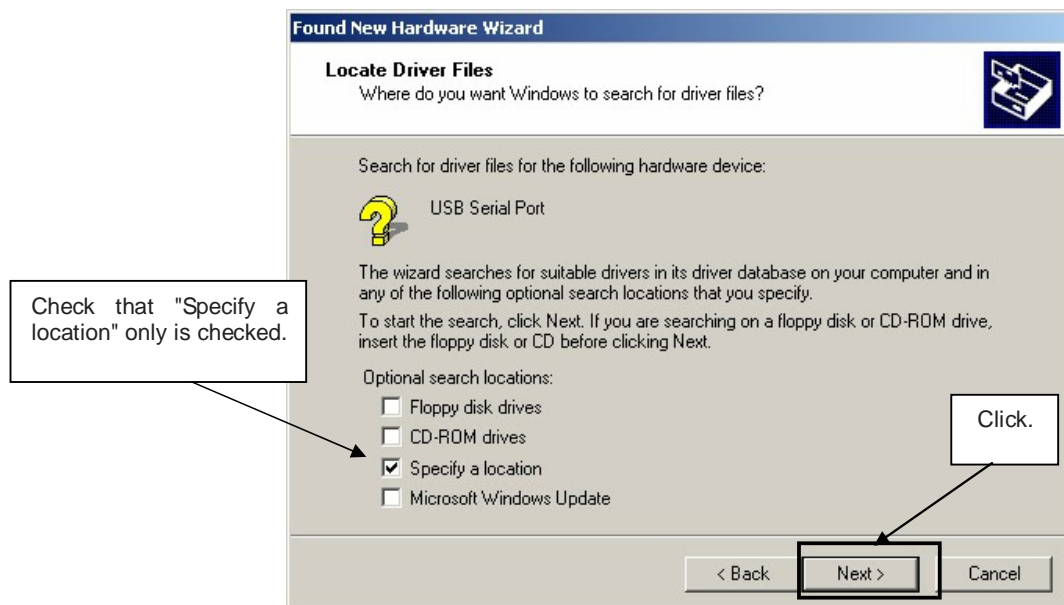 Found New Hardware Wizard
Locate Driver Files
Where do you want Windows to search for driver files?
Search for driver files for the following hardware device:
USB Serial Port
The wizard searches for suitable drivers in its driver database on your computer and in
any of the following optional search locations that you specify.
To start the search, click Next. If you are searching on a floppy disk or CD-ROM drive,
insert the floppy disk or CD before clicking Next.
Check that "Specify a
location" only is checked.
Optional search locations:
Floppy disk drives
CD-ROM drives
Specify a location
Microsoft Windows Update
Click.
< Back
Next >
Cancel